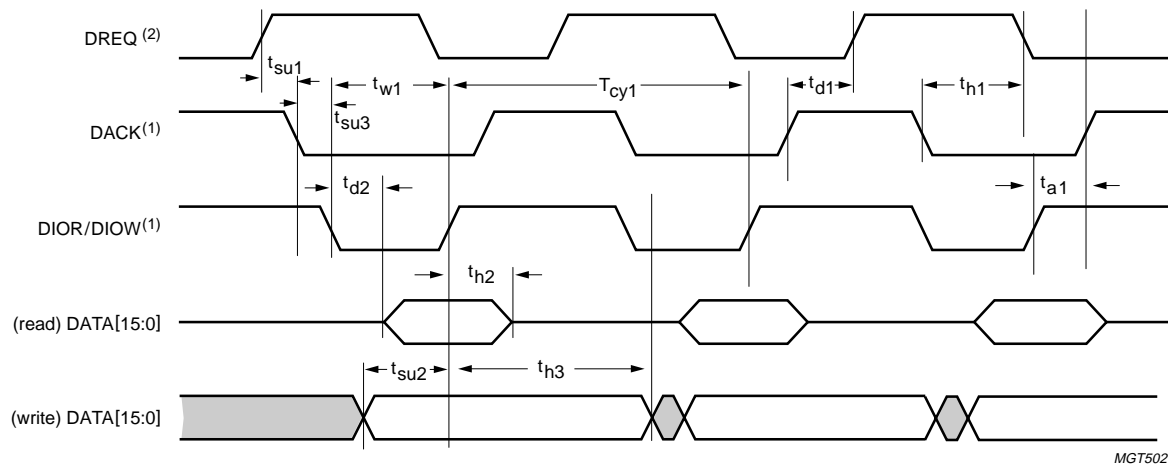 DREQ (2)
tsu1
tw1
Tcy1
td1
th1
DACK(1)
tsu3
td2
ta1
DIOR/DIOW(1)
th2
(read) DATA[15:0]
tsu2
th3
(write) DATA[15:0]
MGT502